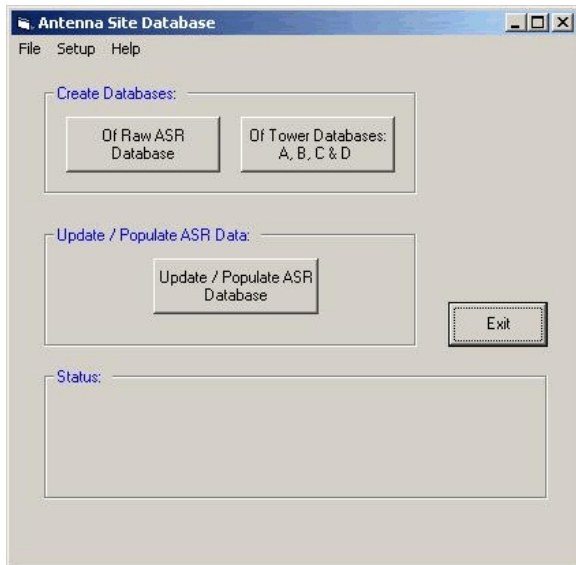 Antenna Site Database
File Setup Help
Create Databases:
Of Raw ASR
Database
Of Tower Databases:
A, B, C & D
Update / Populate ASR Data:
Update / Populate ASR
Database
Exit
Status: